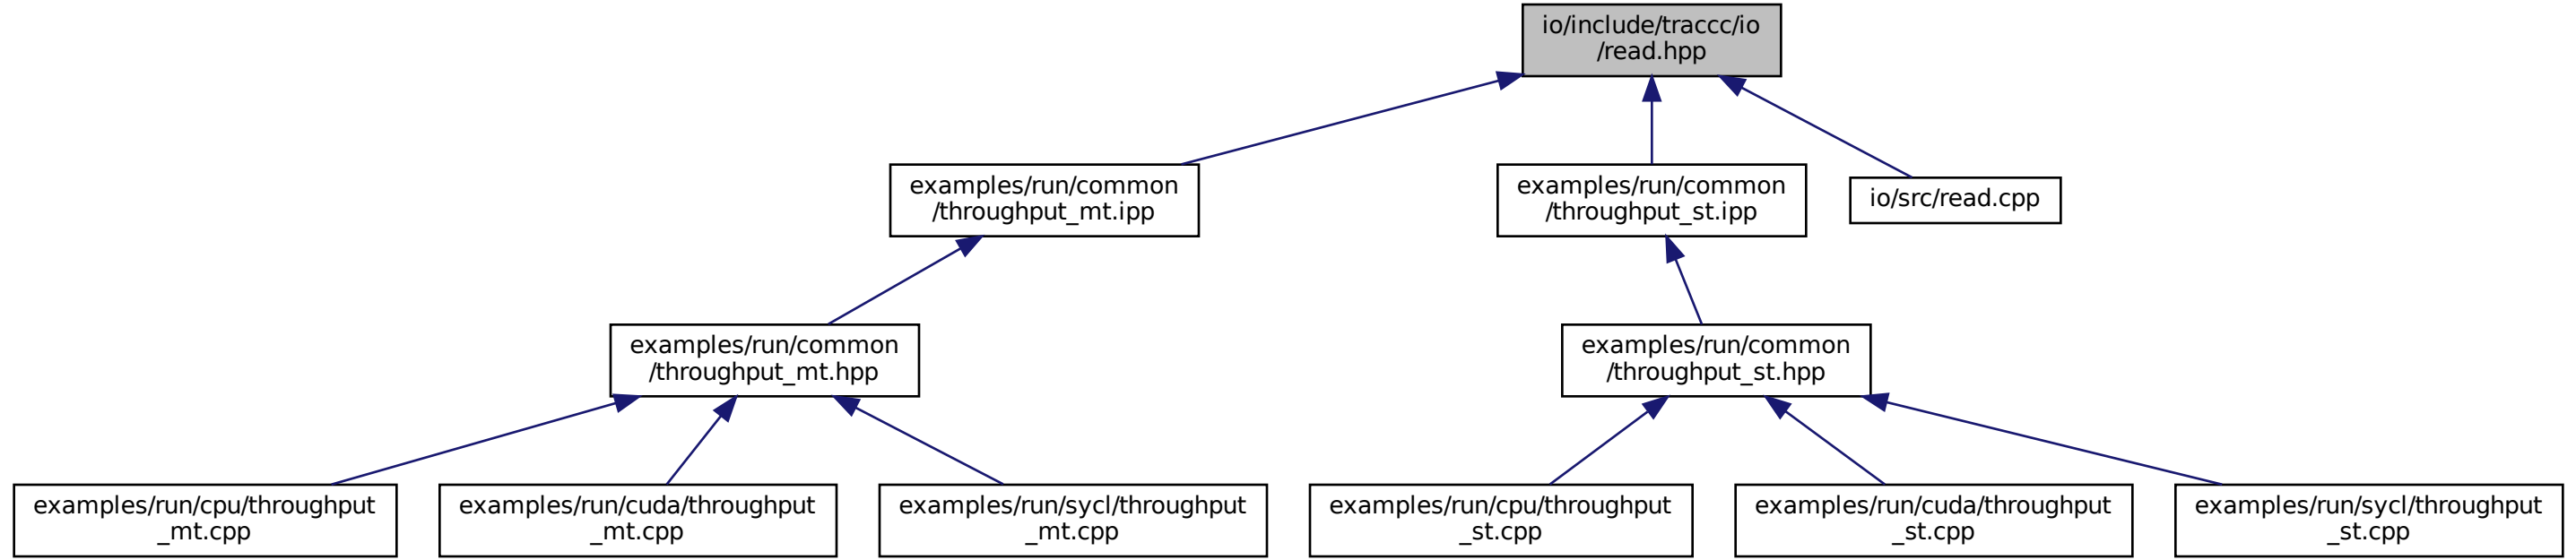 io/include/traccc/io
/read.hpp
examples/run/common
/throughput_mt.ipp
examples/run/common
/throughput_st.ipp
io/src/read.cpp
examples/run/common
/throughput_mt.hpp
examples/run/common
/throughput_st.hpp
examples/run/cpu/throughput
_mt.cpp
examples/run/cuda/throughput
_mt.cpp
examples/run/sycl/throughput
_mt.cpp
examples/run/cpu/throughput
_st.cpp
examples/run/cuda/throughput
_st.cpp
examples/run/sycl/throughput
_st.cpp